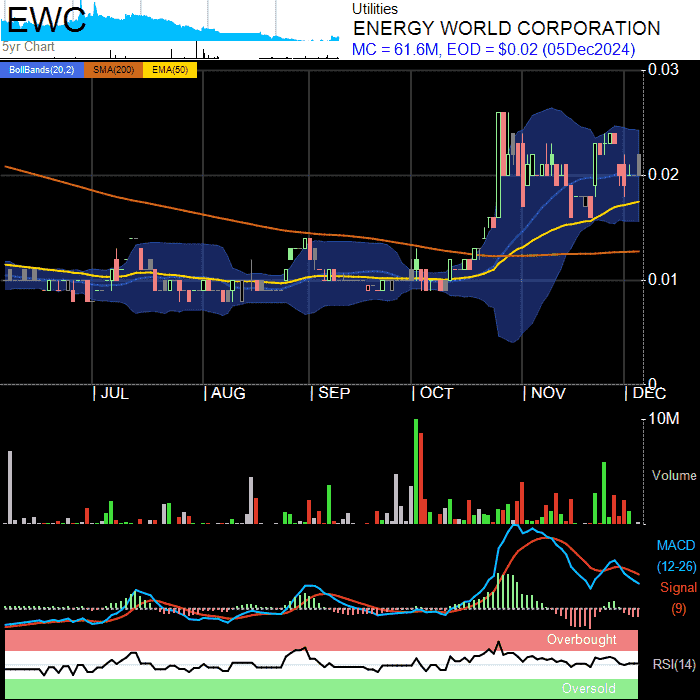 EWC
5yr Chart
Utilities
ENERGY WORLD CORPORATION
MC = 61.6M, EOD = $0.02 (05Dec2024)
BollBands(20,2) SMA(200) EMA(50)
0.03
0.02
0.01
0
JUL AUG SEP OCT NOV DEC
10M
Volume
MACD
(12-26)
Signal
(9)
Overbought
RSI(14)
Oversold